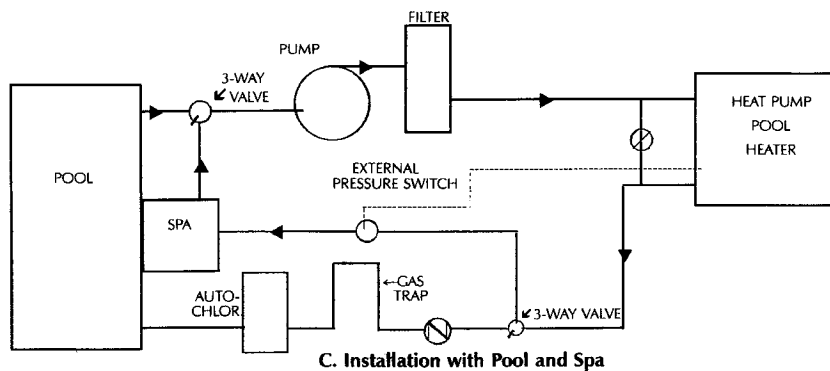 FILTER
PUMP
3-WAY
VALVE
HEAT PUMP
POOL
HEATER
POOL
EXTERNAL
PRESSURE SWITCH
SPA
AUTO-
CHLOR
←GAS
TRAP
3-WAY VALVE
C. Installation with Pool and Spa